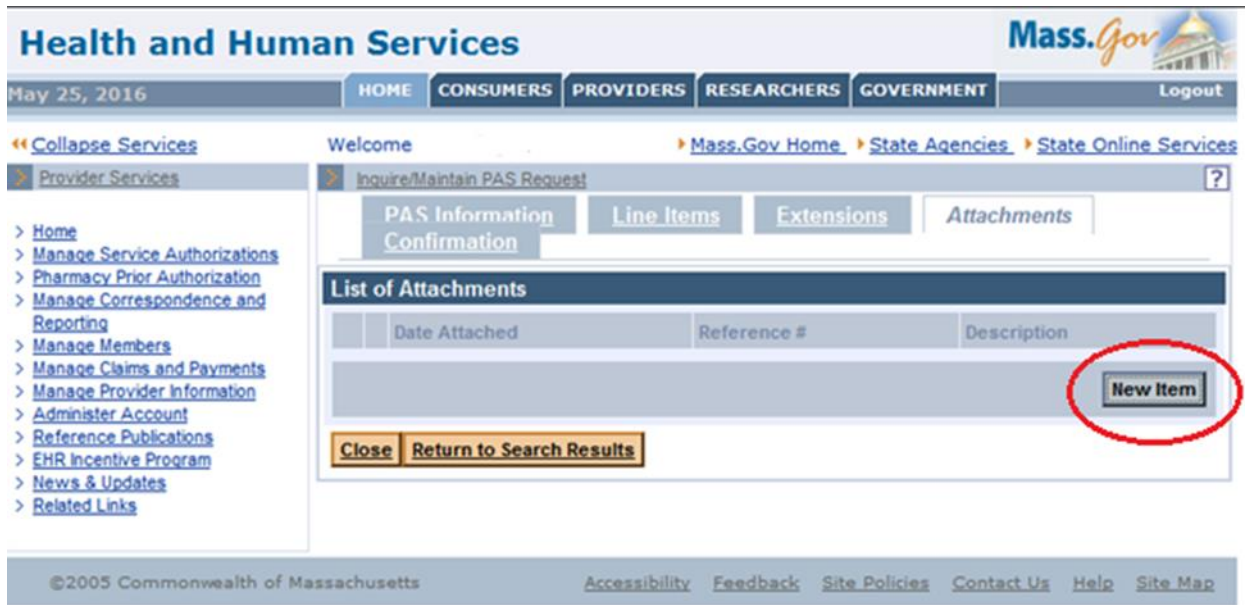 Health and Human Services
Mass.Gov
May 25, 2016
HOME CONSUMERS PROVIDERS RESEARCHERS GOVERNMENT Logout
Collapse Services
Welcome
Mass.Gov Home State Agencies State Online Services
Provider Services
Inquire/Maintain PAS Request ?
PAS Information Line Items Extensions Attachments
Confirmation
> Home
> Manage Service Authorizations
> Pharmacy Prior Authorization
> Manage Correspondence and
Reporting
> Manage Members
> Manage Claims and Payments
> Manage Provider Information
> Administer Account
> Reference Publications
> EHR Incentive Program
> News & Updates
> Related Links
List of Attachments
Date Attached Reference # Description
New Item
Close Return to Search Results
©2005 Commonwealth of Massachusetts Accessibility Feedback Site Policies Contact Us Help Site Map